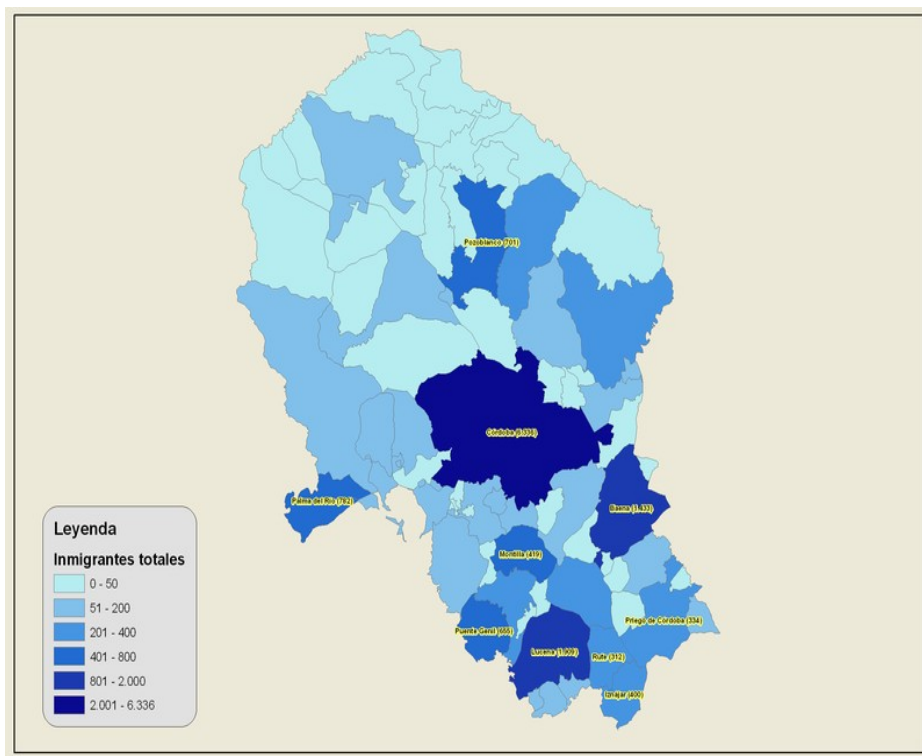 Pozoblanco (701)
Córdoba (6.336)
Palma del Río (792)
Baena (1.433)
Montilla (419)
Priego de Córdoba (334)
Puente Genil (655)
Lucena (1.909)
Rute (312)
Iznájar (400)
Leyenda
Inmigrantes totales
0 - 50
51 - 200
201 - 400
401 - 800
801 - 2.000
2.001 - 6.336